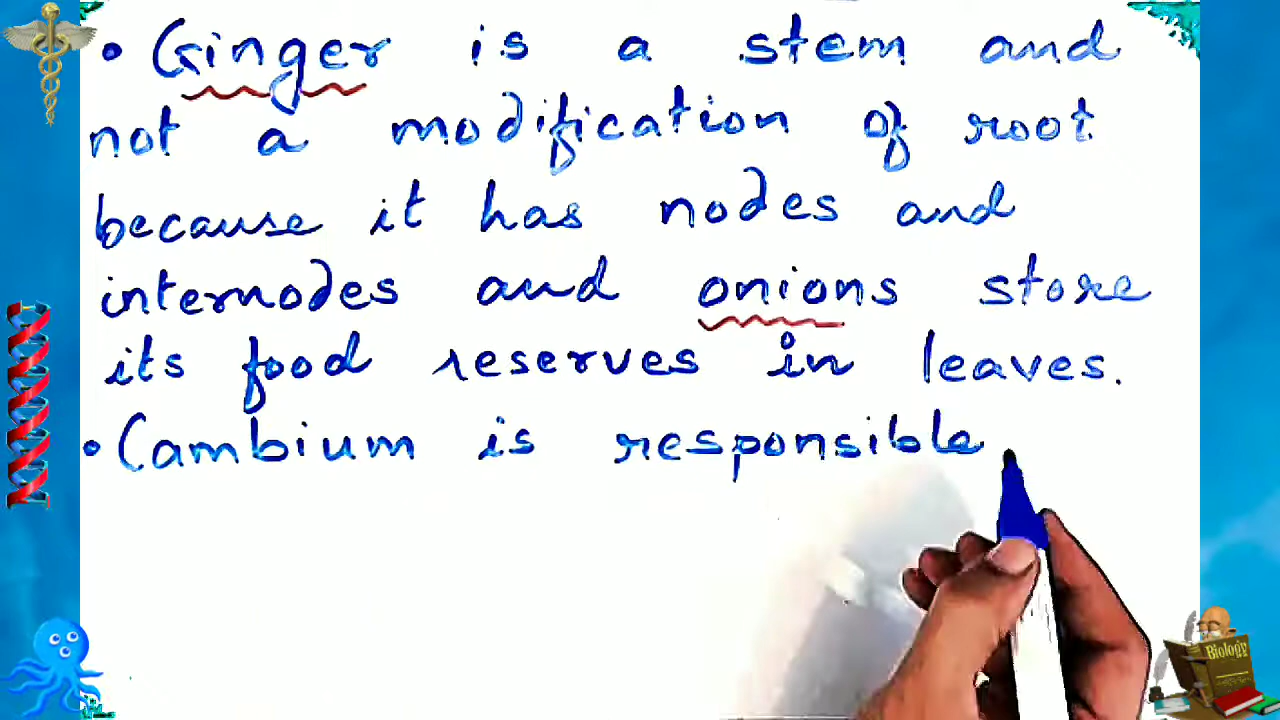 • Ginger is a stem and
not a modification of root
because it has nodes and
internodes and onions store
its food reserves in leaves.
• Cambium is responsible
Biology